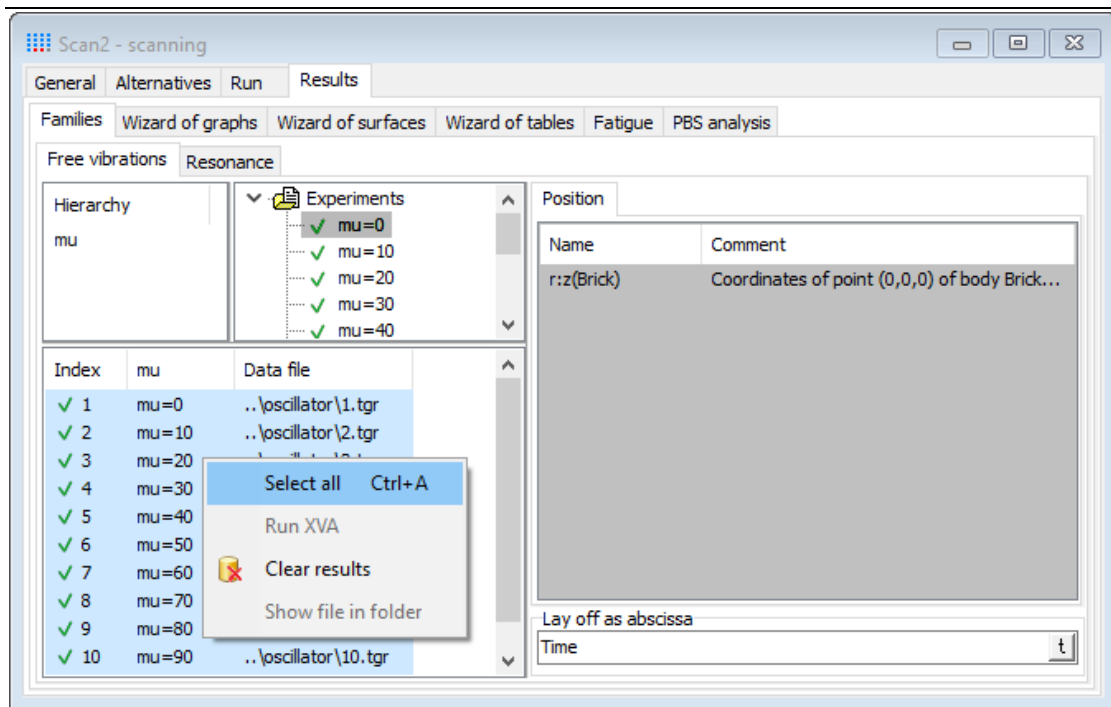 Scan2 - scanning
General Alternatives Run Results
Families Wizard of graphs Wizard of surfaces Wizard of tables Fatigue PBS analysis
Free vibrations Resonance
Hierarchy
mu
Experiments
mu=0
mu=10
mu=20
mu=30
mu=40
Position
Name Comment
r:z(Brick) Coordinates of point (0,0,0) of body Brick...
Index mu Data file
1 mu=0 ..\oscillator\1.tgr
2 mu=10 ..\oscillator\2.tgr
3 mu=20
4 mu=30
5 mu=40
6 mu=50
7 mu=60
8 mu=70
9 mu=80
10 mu=90 ..\oscillator\10.tgr
Select all Ctrl+A
Run XVA
Clear results
Show file in folder
Lay off as abscissa
Time t